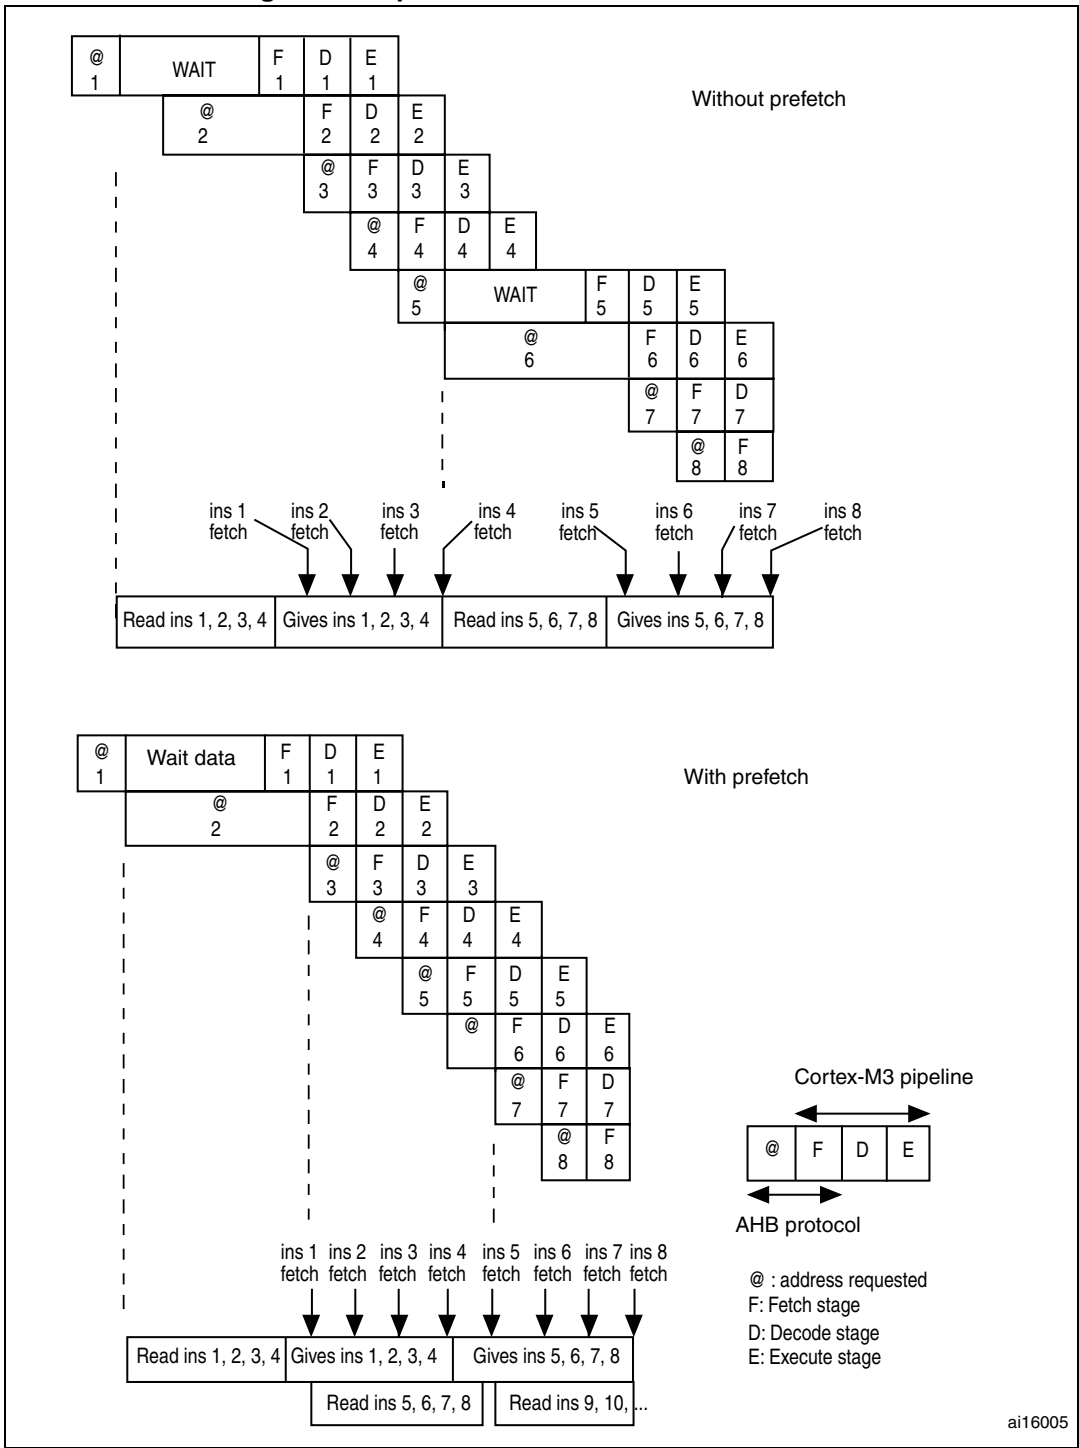 @ WAIT F D E
1 1 1 1
Without prefetch
@ F D E
2 2 2 2
@ F D E
3 3 3 3
@ F D E
4 4 4 4
@ WAIT F D E
5 5 5 5
@ F D E
6 6 6 6
@ F D
7 7 7
@ F
8 8
ins 1 ins 2 ins 3 ins 4 ins 5 ins 6 ins 7 ins 8
fetch fetch fetch fetch fetch fetch fetch fetch
Read ins 1, 2, 3, 4 Gives ins 1, 2, 3, 4 Read ins 5, 6, 7, 8 Gives ins 5, 6, 7, 8
@ Wait data F D E
1 1 1 1
With prefetch
@ F D E
2 2 2 2
@ F D E
3 3 3 3
@ F D E
4 4 4 4
@ F D E
5 5 5 5
@ F D E
6 6 6
@ F D
7 7 7
@ F
8 8
Cortex-M3 pipeline
@ F D E
AHB protocol
ins 1 ins 2 ins 3 ins 4 ins 5 ins 6 ins 7 ins 8
fetch fetch fetch fetch fetch fetch fetch fetch
@ : address requested
F: Fetch stage
D: Decode stage
E: Execute stage
Read ins 1, 2, 3, 4 Gives ins 1, 2, 3, 4 Gives ins 5, 6, 7, 8
Read ins 5, 6, 7, 8 Read ins 9, 10, ...
ai16005